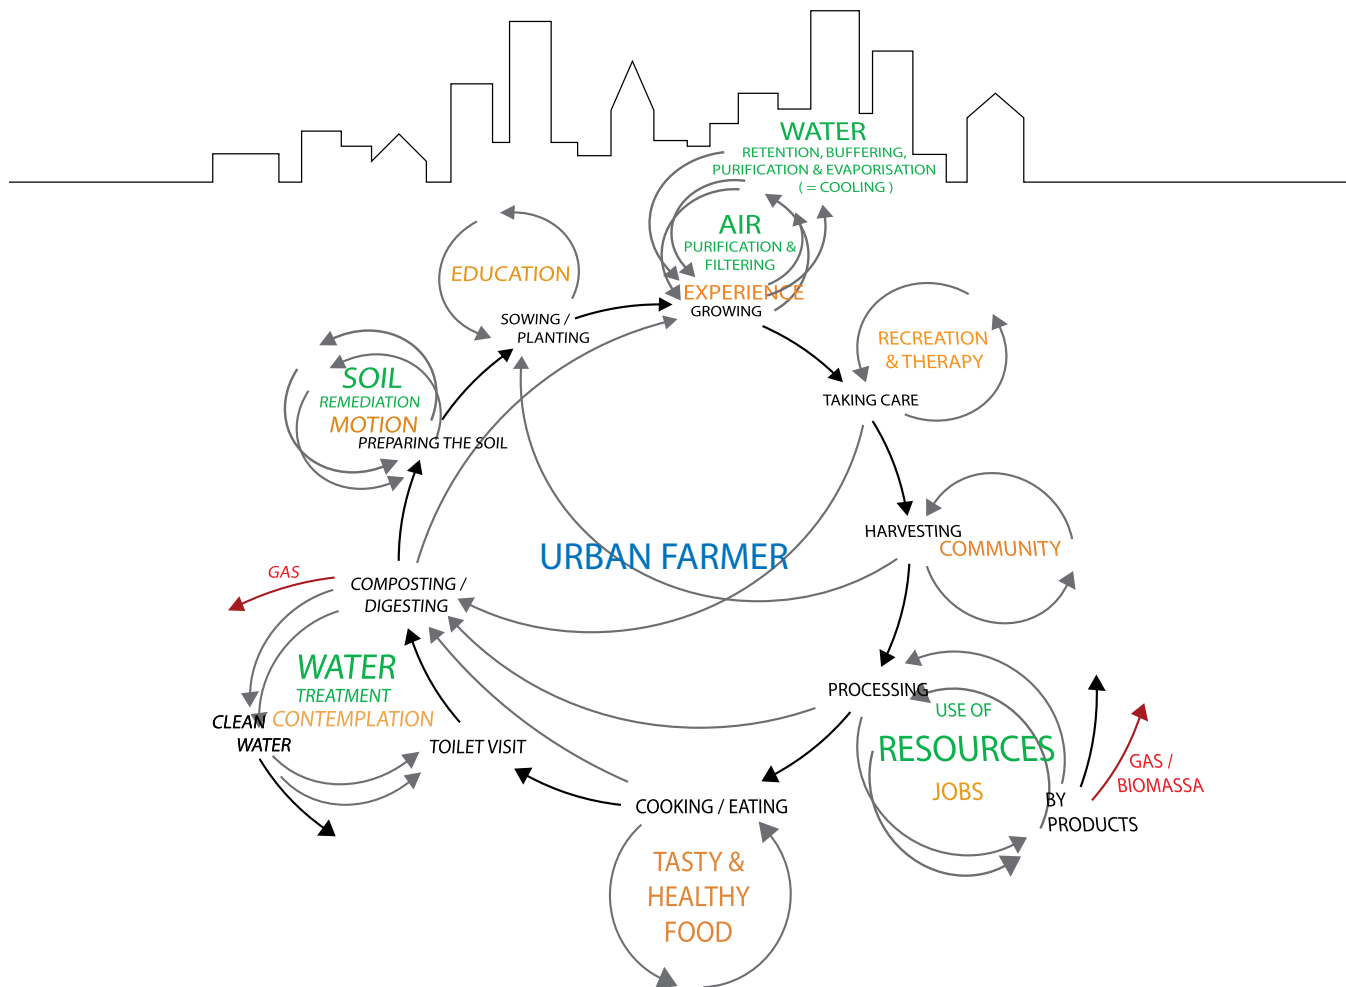 WATER
RETENTION, BUFFERING,
PURIFICATION & EVAPORISATION
( = COOLING )
AIR
PURIFICATION &
FILTERING
EXPERIENCE
GROWING
EDUCATION
SOWING /
PLANTING
RECREATION
& THERAPY
TAKING CARE
SOIL
REMEDIATION
MOTION
PREPARING THE SOIL
HARVESTING
COMMUNITY
URBAN FARMER
GAS
COMPOSTING /
DIGESTING
WATER
TREATMENT
CONTEMPLATION
CLEAN
WATER
TOILET VISIT
PROCESSING
USE OF
RESOURCES
JOBS
GAS /
BIOMASSA
BY
PRODUCTS
COOKING / EATING
TASTY &
HEALTHY
FOOD